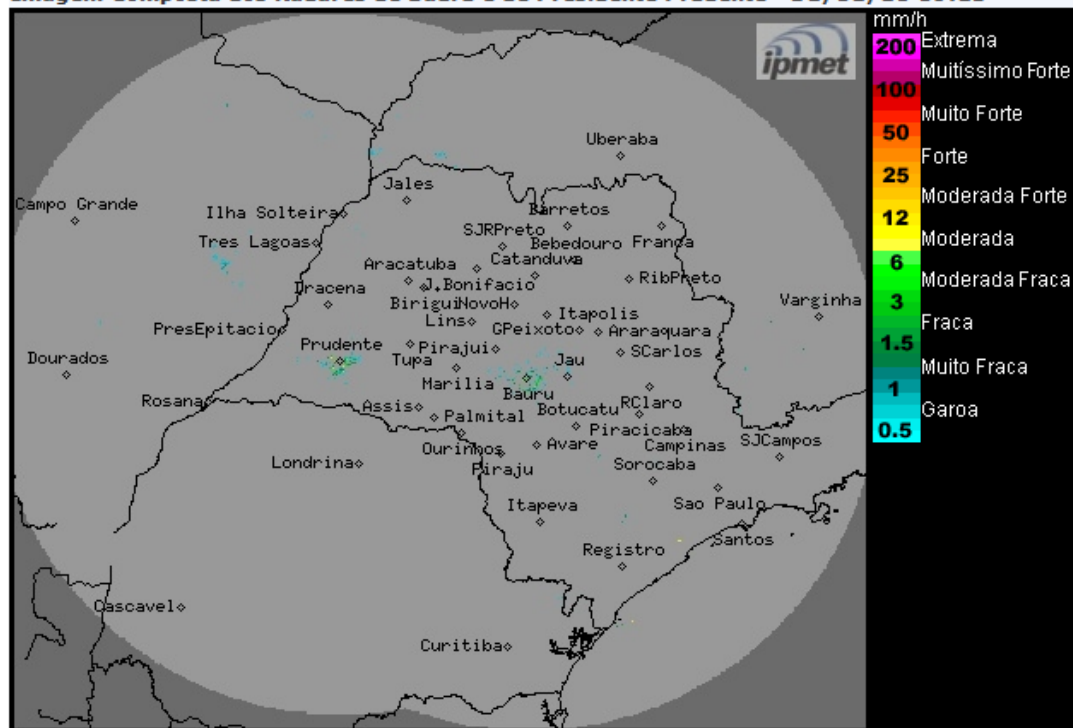 ipmet
mm/h
200 Extrema
Muitíssimo Forte
100
Muito Forte
50
Forte
25
Moderada Forte
12
Moderada
6
Moderada Fraca
3
Fraca
1.5
Muito Fraca
1
Garoa
0.5
Uberaba
Jales
Campo Grande
Ilha Solteira
Barretos
SJRPreto
Tres Lagoas
Bebedouro
Franca
Aracatuba
Catanduva
J.Bonifacio
RibPreto
Dracena
Birigui
NovoH
Itapolis
Varginha
PresEpitacio
Lins
GPeixoto
Araraquara
Prudente
Tupa
Pirajui
SCarlos
Dourados
Jau
Marilia
Bauru
Rosana
Assis
Palmital
Botucatu
RClaro
Piracicaba
Ourinhos
Avare
Campinas
SJCampos
Londrina
Piraju
Sorocaba
Itapeva
Sao Paulo
Santos
Registro
Cascavel
Curitiba